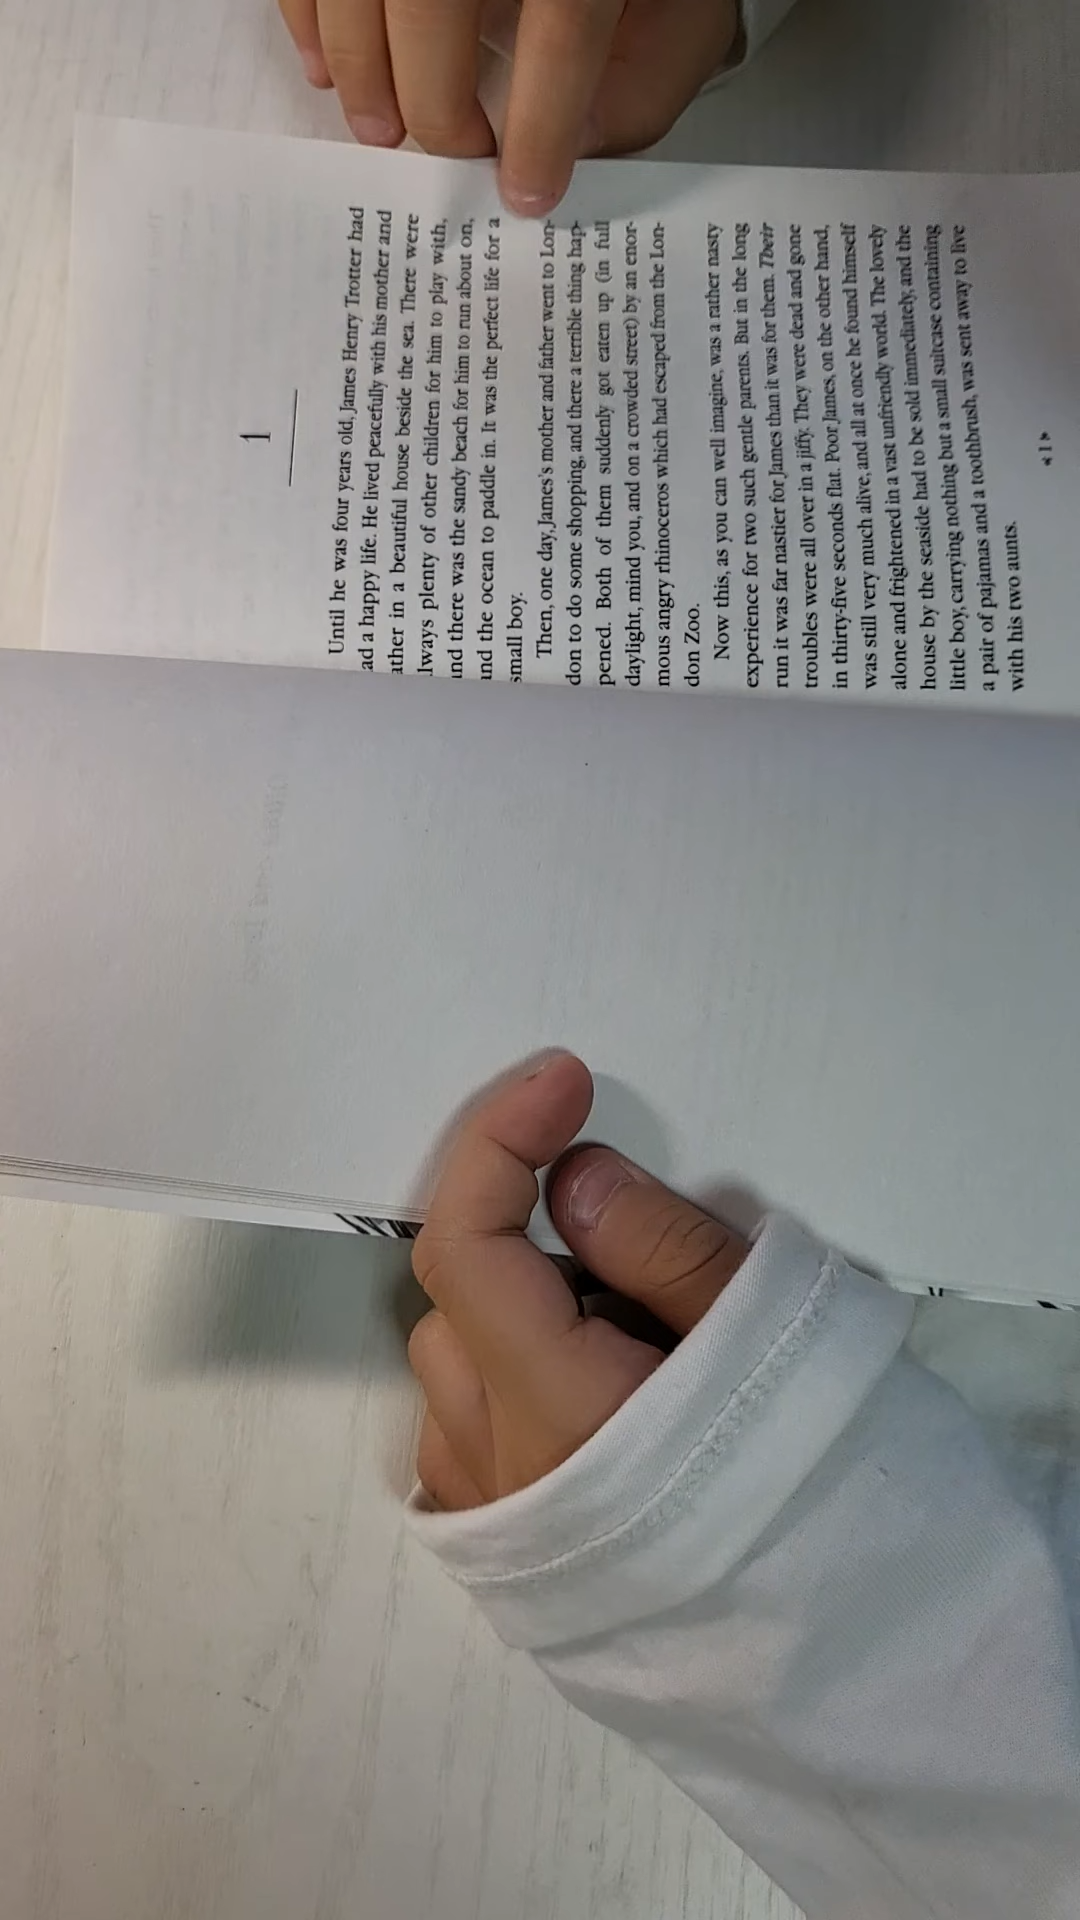 1
Until he was four years old, James Henry Trotter had
ad a happy life. He lived peacefully with his mother and
ather in a beautiful house beside the sea. There were
lways plenty of other children for him to play with,
nd there was the sandy beach for him to run about on,
nd the ocean to paddle in. It was the perfect life for a
small boy.
Then, one day, James's mother and father went to Lon-
don to do some shopping, and there a terrible thing hap-
pened. Both of them suddenly got eaten up (in full
daylight, mind you, and on a crowded street) by an enor-
mous angry rhinoceros which had escaped from the Lon-
don Zoo.
Now this, as you can well imagine, was a rather nasty
experience for two such gentle parents. But in the long
run it was far nastier for James than it was for them. Their
troubles were all over in a jiffy. They were dead and gone
in thirty-five seconds flat. Poor James, on the other hand,
was still very much alive, and all at once he found himself
alone and frightened in a vast unfriendly world. The lovely
house by the seaside had to be sold immediately, and the
little boy, carrying nothing but a small suitcase containing
a pair of pajamas and a toothbrush, was sent away to live
with his two aunts.
1